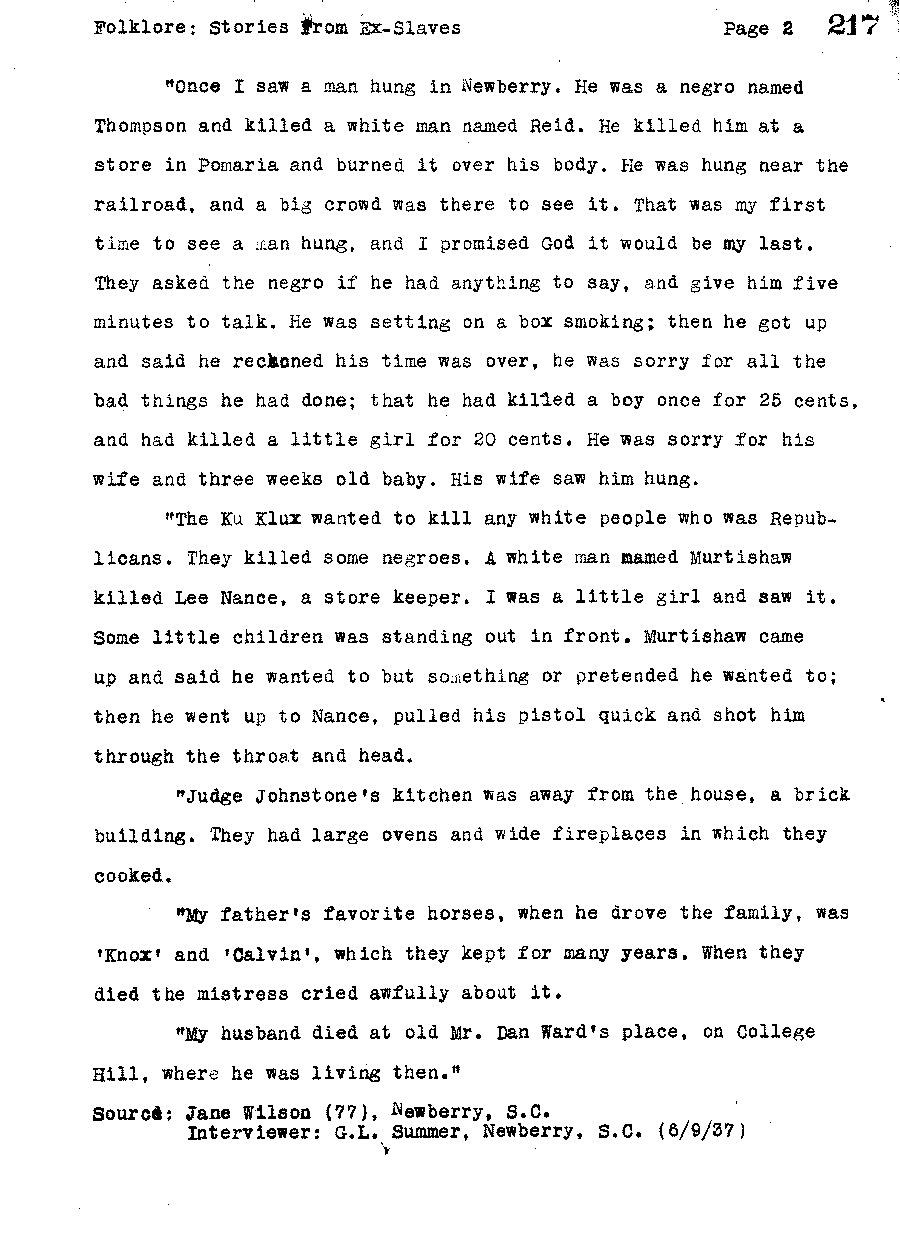 Folklore: Stories From Ex-Slaves Page 2 217
"Once I saw a man hung in Newberry. He was a negro named
Thompson and killed a white man named Reid. He killed him at a
store in Pomaria and burned it over his body. He was hung near the
railroad, and a big crowd was there to see it. That was my first
time to see a man hung, and I promised God it would be my last.
They asked the negro if he had anything to say, and give him five
minutes to talk. He was setting on a box smoking; then he got up
and said he reckoned his time was over, he was sorry for all the
bad things he had done; that he had killed a boy once for 25 cents,
and had killed a little girl for 20 cents. He was sorry for his
wife and three weeks old baby. His wife saw him hung.
"The Ku Klux wanted to kill any white people who was Repub-
licans. They killed some negroes. A white man mamed Murtishaw
killed Lee Nance, a store keeper. I was a little girl and saw it.
Some little children was standing out in front. Murtishaw came
up and said he wanted to but something or pretended he wanted to;
then he went up to Nance, pulled his pistol quick and shot him
through the throat and head.
"Judge Johnstone's kitchen was away from the house, a brick
building. They had large ovens and wide fireplaces in which they
cooked.
"My father's favorite horses, when he drove the family, was
'Knox' and 'Calvin', which they kept for many years. When they
died the mistress cried awfully about it.
"My husband died at old Mr. Dan Ward's place, on College
Hill, where he was living then."
Source: Jane Wilson (77), Newberry, S.C.
Interviewer: G.L. Summer, Newberry, S.C. (6/9/37)